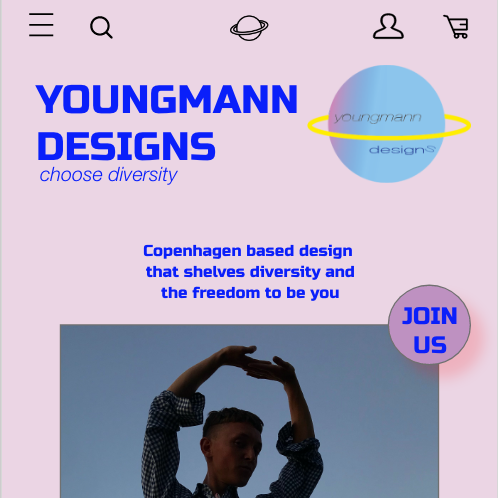 YOUNGMANN
DESIGNS
choose diversity
youngmann
designs
Copenhagen based design
that shelves diversity and
the freedom to be you
JOIN
US